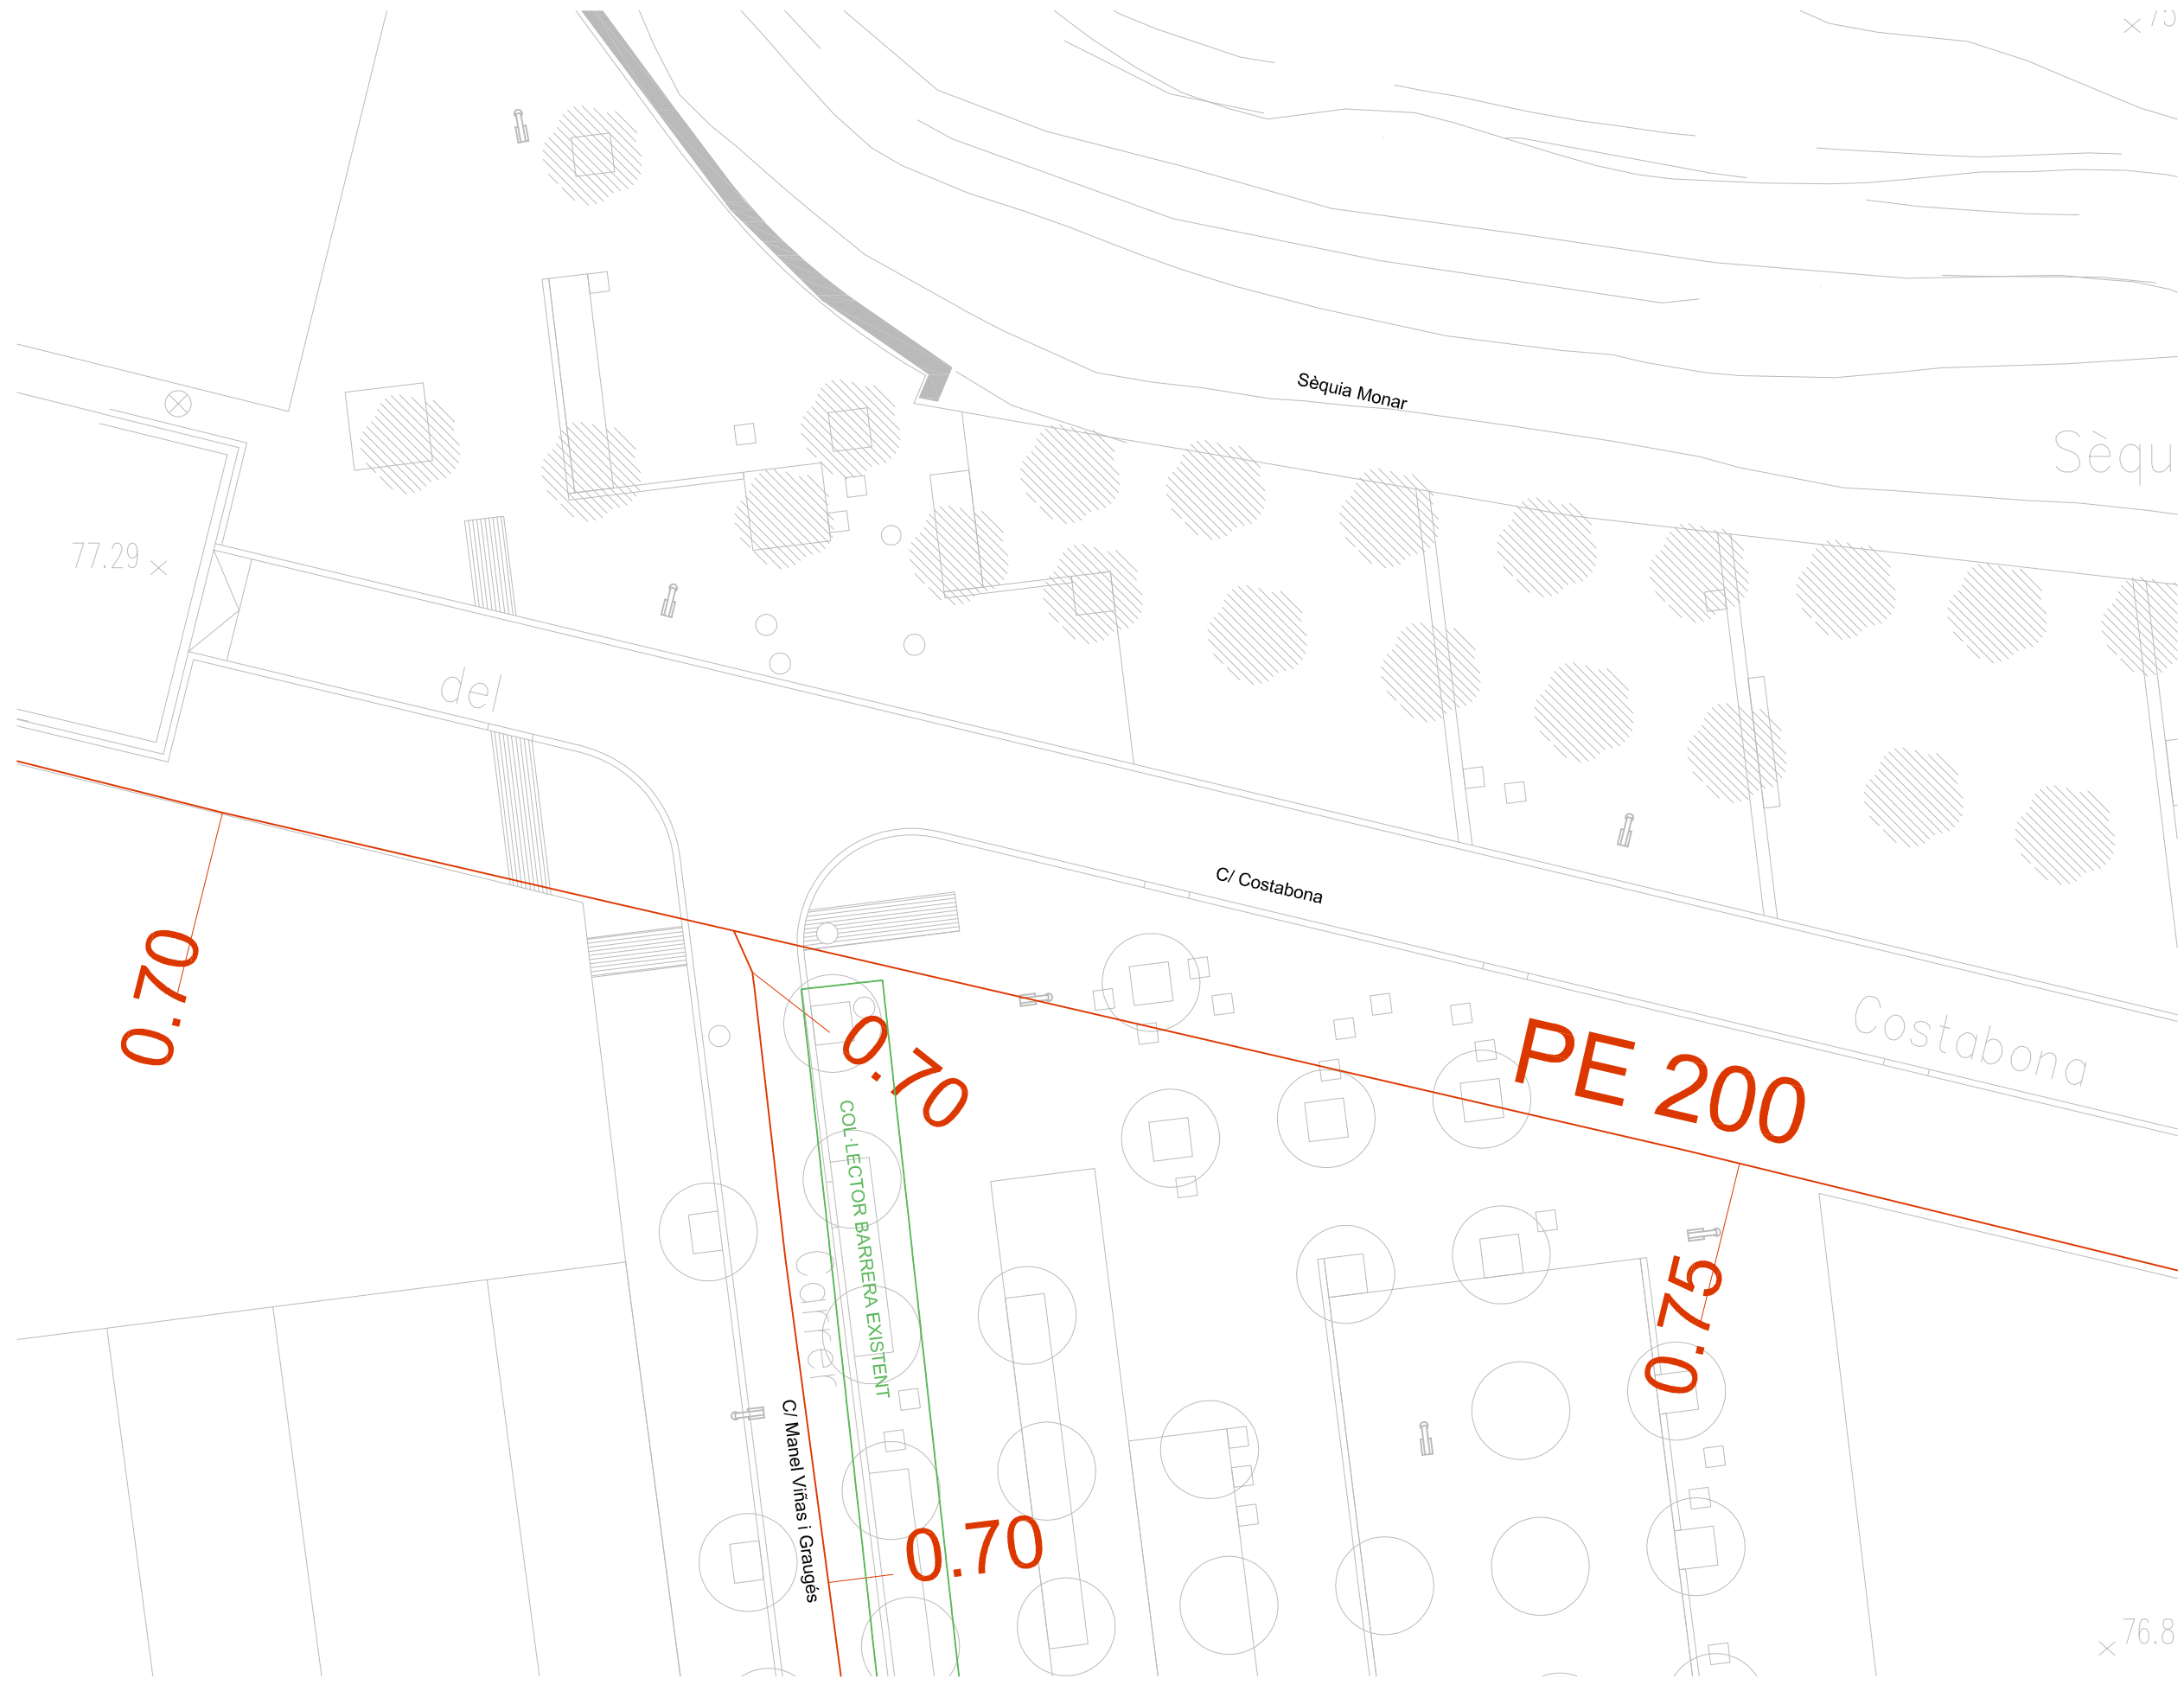 Sèquia Monar
Sèqu
77.29
del
C/ Costabona
Costabona
PE 200
0.70
0.70
COL·LECTOR BARRERA EXISTENT
Camí
0.75
C/ Manel Viñas i Graugés
0.70
76.8